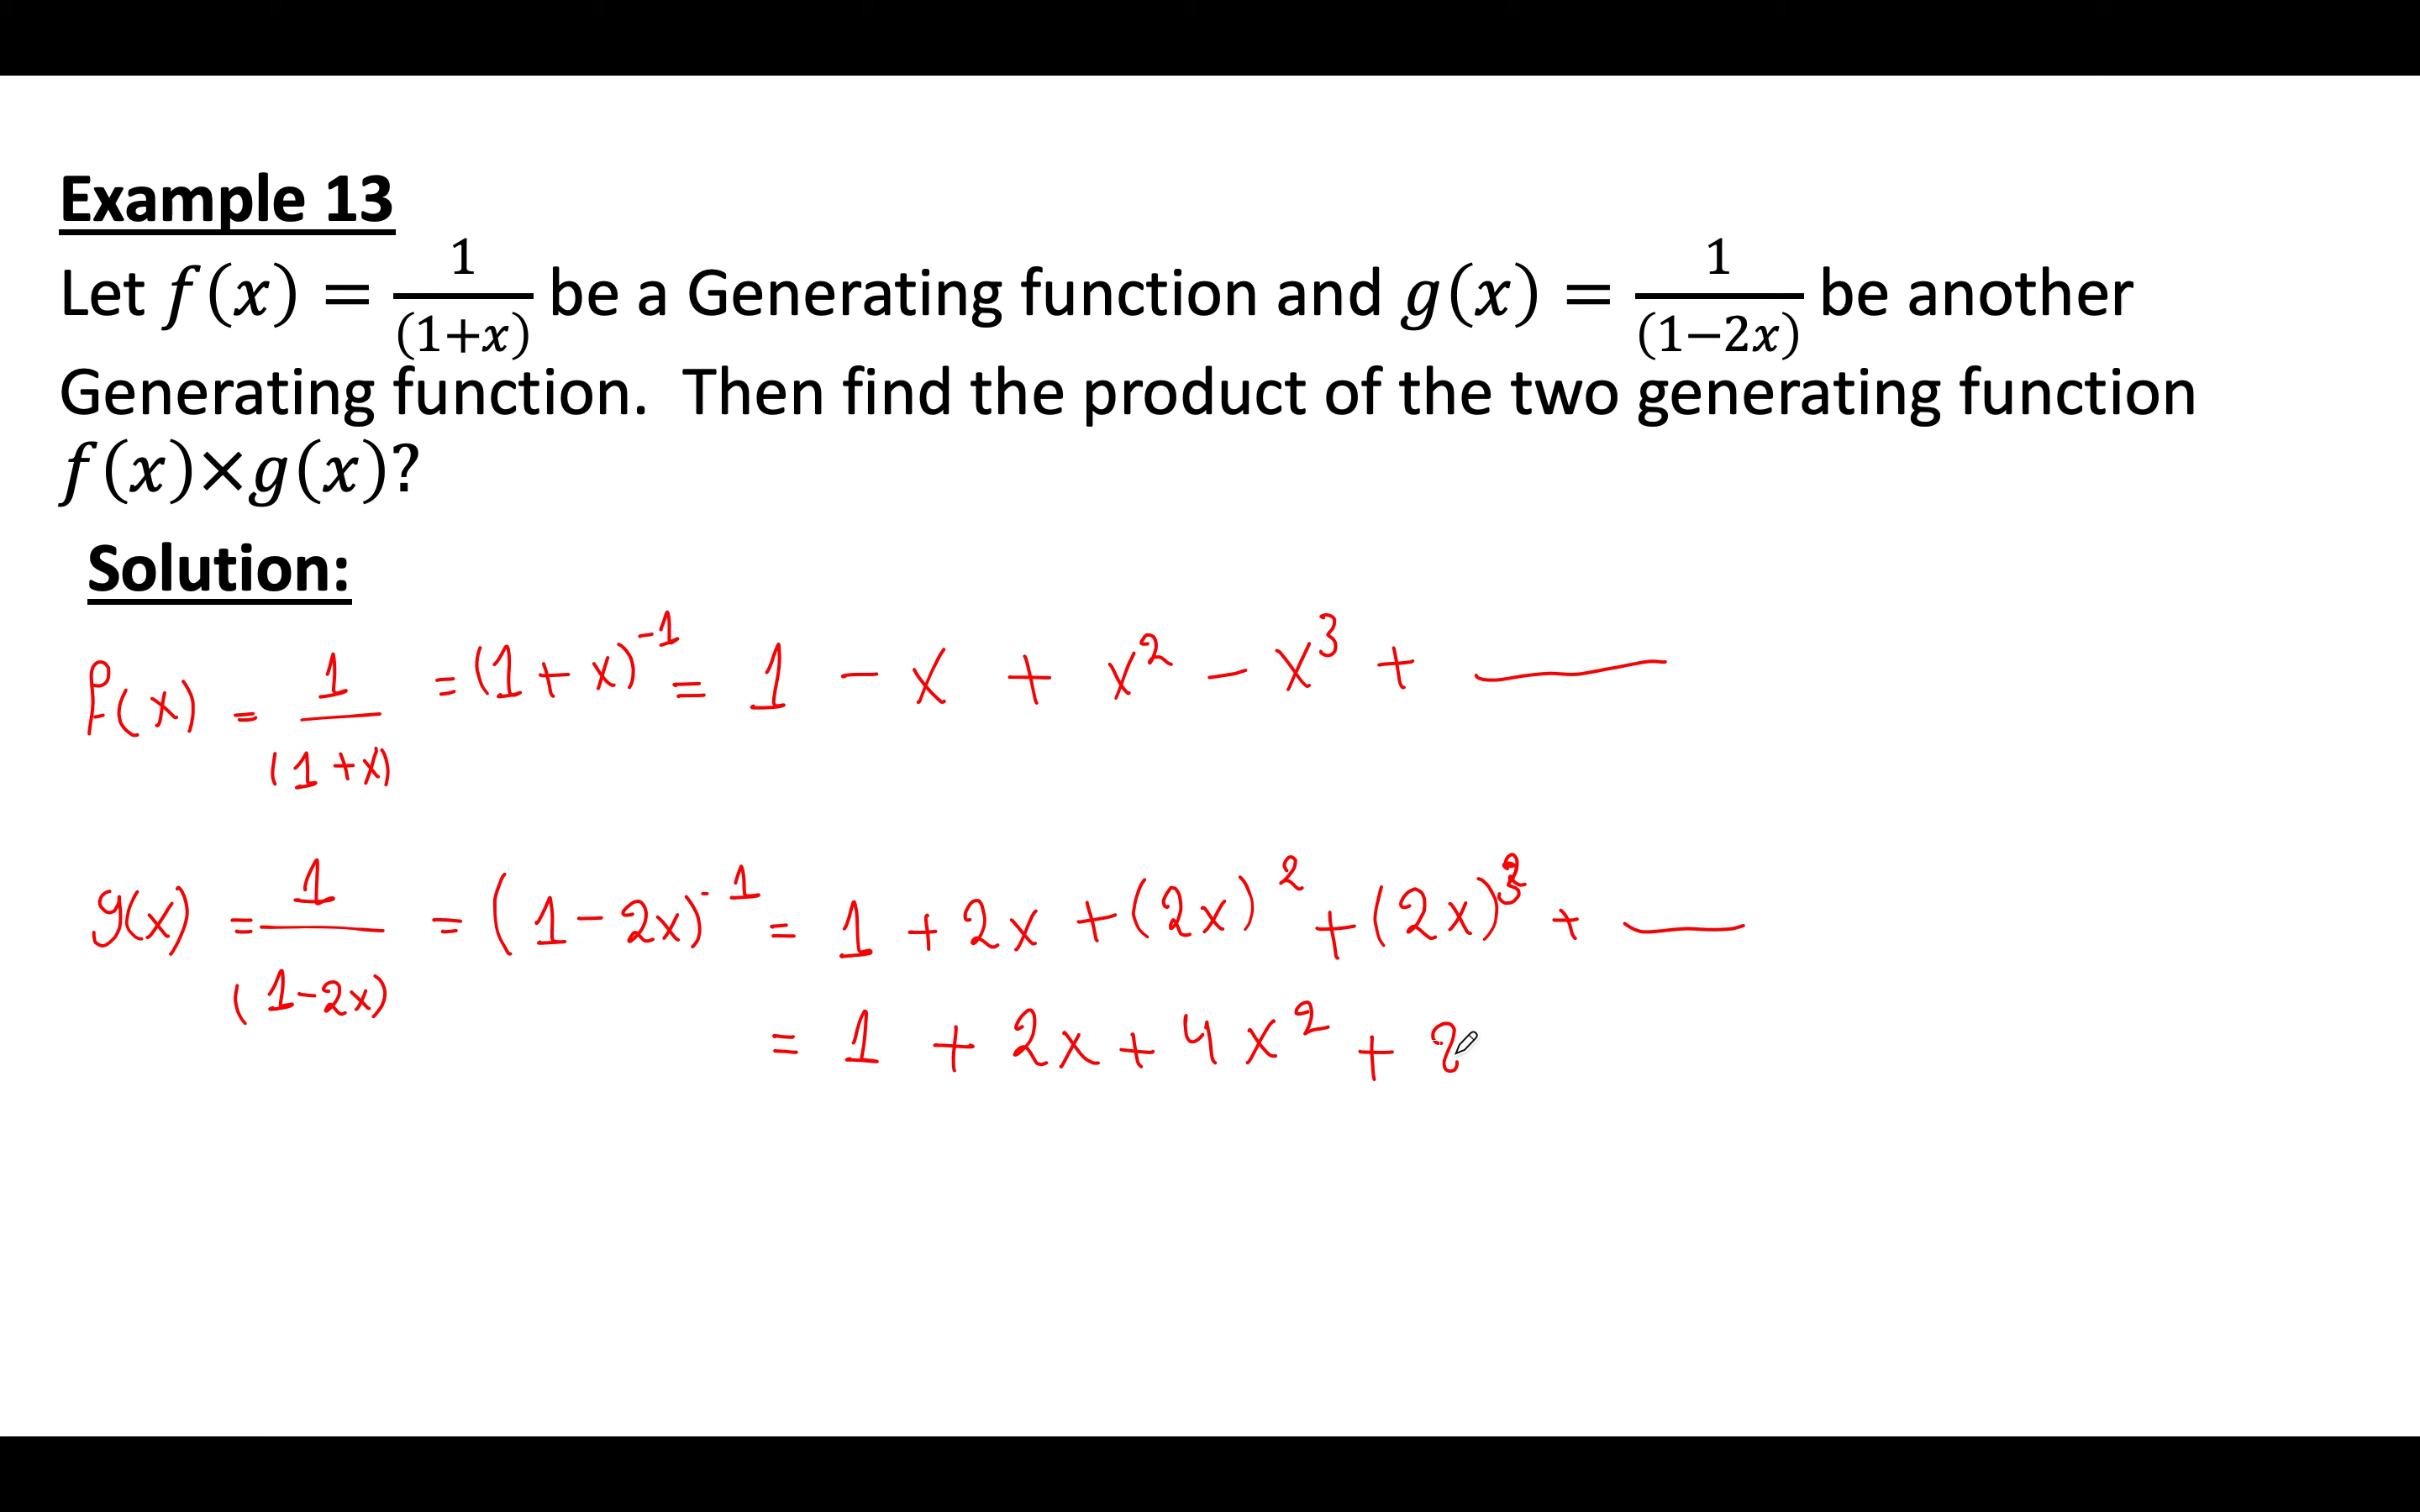 Example 13
Let f(x) = 1/(1+x) be a Generating function and g(x) = 1/(1−2x) be another
Generating function. Then find the product of the two generating function
f(x)×g(x)?
Solution:
f(x) = 1/(1+x) = (1+x)^-1 = 1 - x + x^2 - x^3 + ——
g(x) = 1/(1-2x) = (1-2x)^-1 = 1 + 2x + (2x)^2 + (2x)^3 + ——
= 1 + 2x + 4x^2 + 8